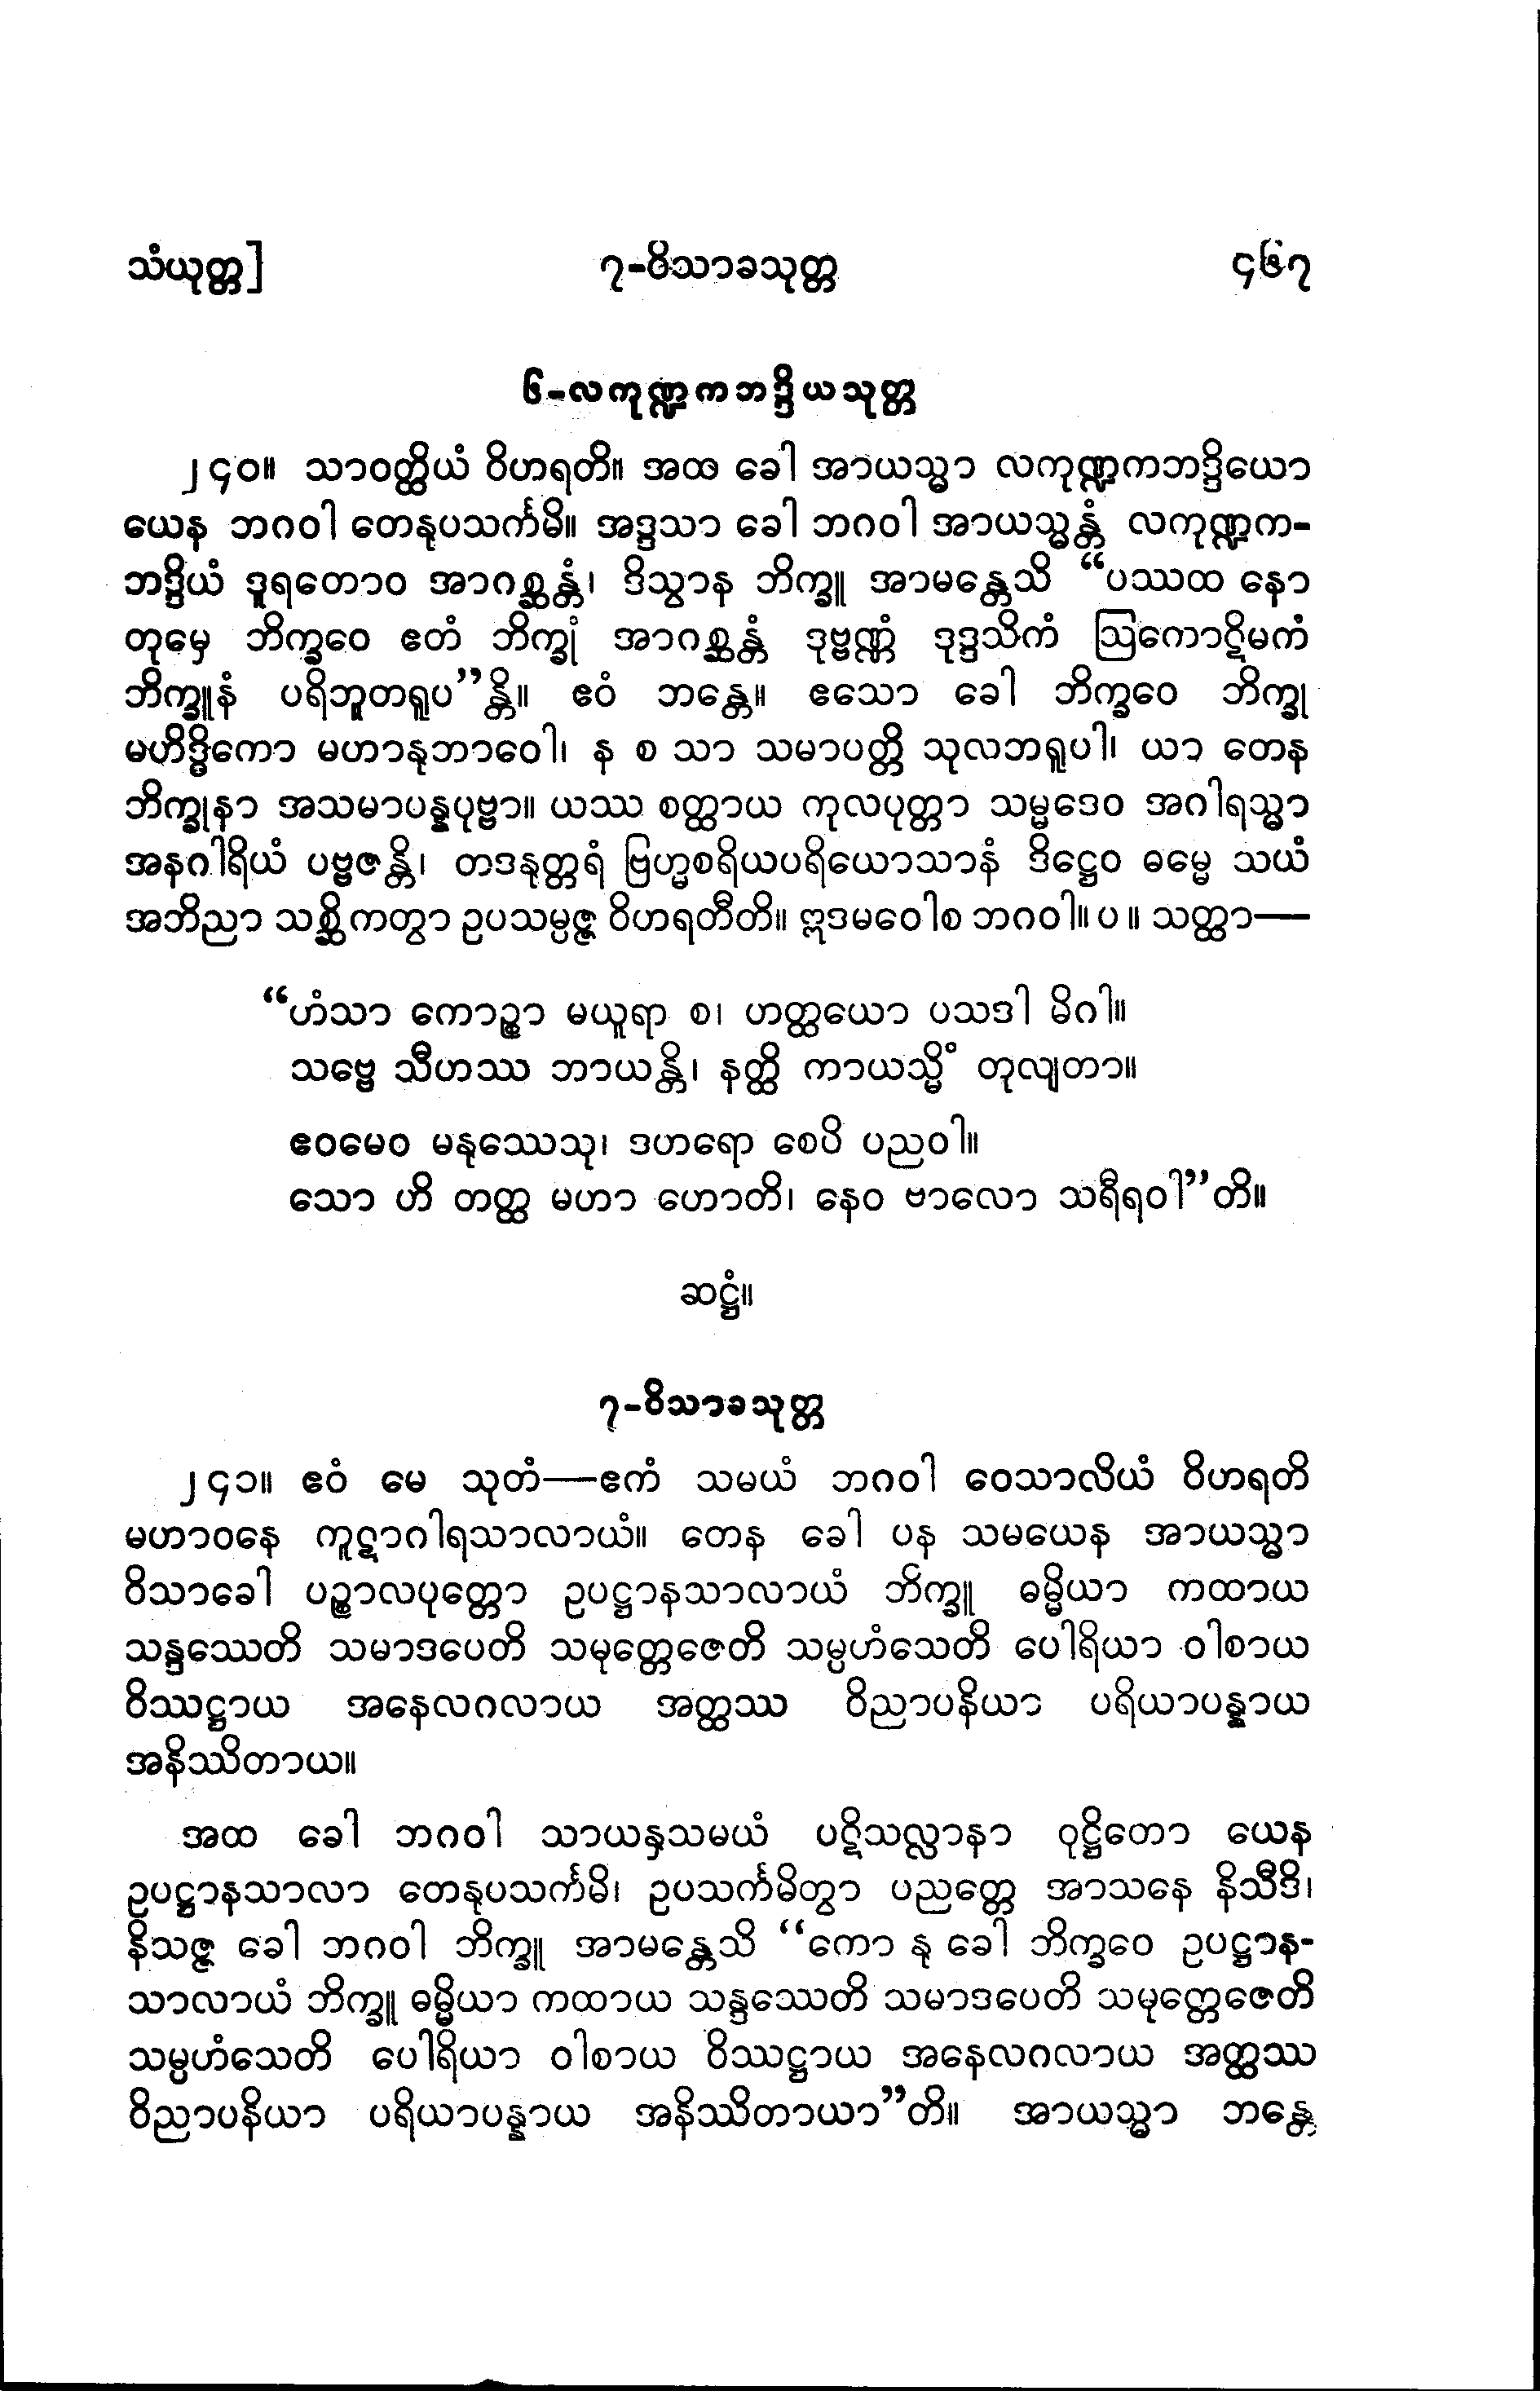 သံယုတ္တ] ၇-ဝိသာခသုတ္တ ၄၆၇
၆-လကုဏ္ဍကဘဒ္ဒိယသုတ္တ
၂၄၀။ သာဝတ္ထိယံ ဝိဟရတိ။ အထ ခေါ အာယသ္မာ လကုဏ္ဍကဘဒ္ဒိယော
ယေန ဘဂဝါ တေနုပသင်္ကမိ။ အဒ္ဒသာ ခေါ ဘဂဝါ အာယသ္မန္တံ လကုဏ္ဍက-
ဘဒ္ဒိယံ ဒူရတောဝ အာဂစ္ဆန္တံ၊ ဒိသွာန ဘိက္ခူ အာမန္တေသိ “ပဿထ နော
တုမှေ ဘိက္ခဝေ ဧတံ ဘိက္ခုံ အာဂစ္ဆန္တံ ဒုဗ္ဗဏ္ဏံ ဒုဒ္ဒသိကံ ဩကောဋိမကံ
ဘိက္ခူနံ ပရိဘူတရူပ”န္တိ။ ဧဝံ ဘန္တေ။ ဧသော ခေါ ဘိက္ခဝေ ဘိက္ခု
မဟိဒ္ဓိကော မဟာနုဘာဝေါ၊ န စ သာ သမာပတ္တိ သုလဘရူပါ၊ ယာ တေန
ဘိက္ခုနာ အသမာပန္နပုဗ္ဗာ။ ယဿ စတ္ထာယ ကုလပုတ္တာ သမ္မဒေဝ အဂါရသ္မာ
အနဂါရိယံ ပဗ္ဗဇန္တိ၊ တဒနုတ္တရံ ဗြဟ္မစရိယပရိယောသာနံ ဒိဋ္ဌေဝ ဓမ္မေ သယံ
အဘိညာ သစ္ဆိကတွာ ဥပသမ္ပဇ္ဇ ဝိဟရတီတိ။ ဣဒမဝေါစ ဘဂဝါ။ ပ ။ သတ္ထာ—
“ဟံသာ ကောဉ္စာ မယူရာ စ၊ ဟတ္ထယော ပသဒါ မိဂါ။
သဗ္ဗေ သီဟဿ ဘာယန္တိ၊ နတ္ထိ ကာယသ္မိံ တုလျတာ။
ဧဝမေဝ မနုဿေသု၊ ဒဟရော စေပိ ပညဝါ။
သော ဟိ တတ္ထ မဟာ ဟောတိ၊ နေဝ ဗာလော သရီရဝါ”တိ။
ဆဋ္ဌံ။
၇-ဝိသာခသုတ္တ
၂၄၁။ ဧဝံ မေ သုတံ—ဧကံ သမယံ ဘဂဝါ ဝေသာလိယံ ဝိဟရတိ
မဟာဝနေ ကူဋာဂါရသာလာယံ။ တေန ခေါ ပန သမယေန အာယသ္မာ
ဝိသာခေါ ပဉ္စာလပုတ္တော ဥပဋ္ဌာနသာလာယံ ဘိက္ခူ ဓမ္မိယာ ကထာယ
သန္ဒဿေတိ သမာဒပေတိ သမုတ္တေဇေတိ သမ္ပဟံသေတိ ပေါရိယာ ဝါစာယ
ဝိဿဋ္ဌာယ အနေလဂလာယ အတ္ထဿ ဝိညာပနိယာ ပရိယာပန္နာယ
အနိဿိတာယ။
အထ ခေါ ဘဂဝါ သာယနှသမယံ ပဋိသလ္လာနာ ဝုဋ္ဌိတော ယေန
ဥပဋ္ဌာနသာလာ တေနုပသင်္ကမိ၊ ဥပသင်္ကမိတွာ ပညတ္တေ အာသနေ နိသီဒိ၊
နိသဇ္ဇ ခေါ ဘဂဝါ ဘိက္ခူ အာမန္တေသိ “ကော နု ခေါ ဘိက္ခဝေ ဥပဋ္ဌာန-
သာလာယံ ဘိက္ခူ ဓမ္မိယာ ကထာယ သန္ဒဿေတိ သမာဒပေတိ သမုတ္တေဇေတိ
သမ္ပဟံသေတိ ပေါရိယာ ဝါစာယ ဝိဿဋ္ဌာယ အနေလဂလာယ အတ္ထဿ
ဝိညာပနိယာ ပရိယာပန္နာယ အနိဿိတာယာ”တိ။ အာယသ္မာ ဘန္တေ